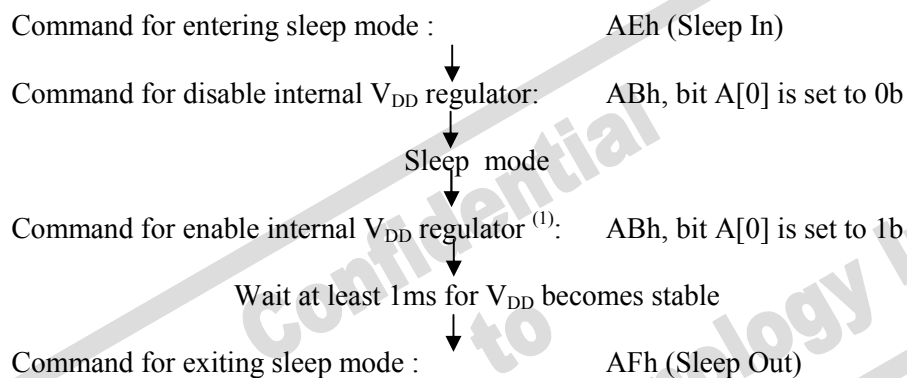 Command for entering sleep mode : AEh (Sleep In)
Command for disable internal VDD regulator: ABh, bit A[0] is set to 0b
Sleep mode
Command for enable internal VDD regulator (1): ABh, bit A[0] is set to 1b
Wait at least 1ms for VDD becomes stable
Command for exiting sleep mode : AFh (Sleep Out)
Confidential
to